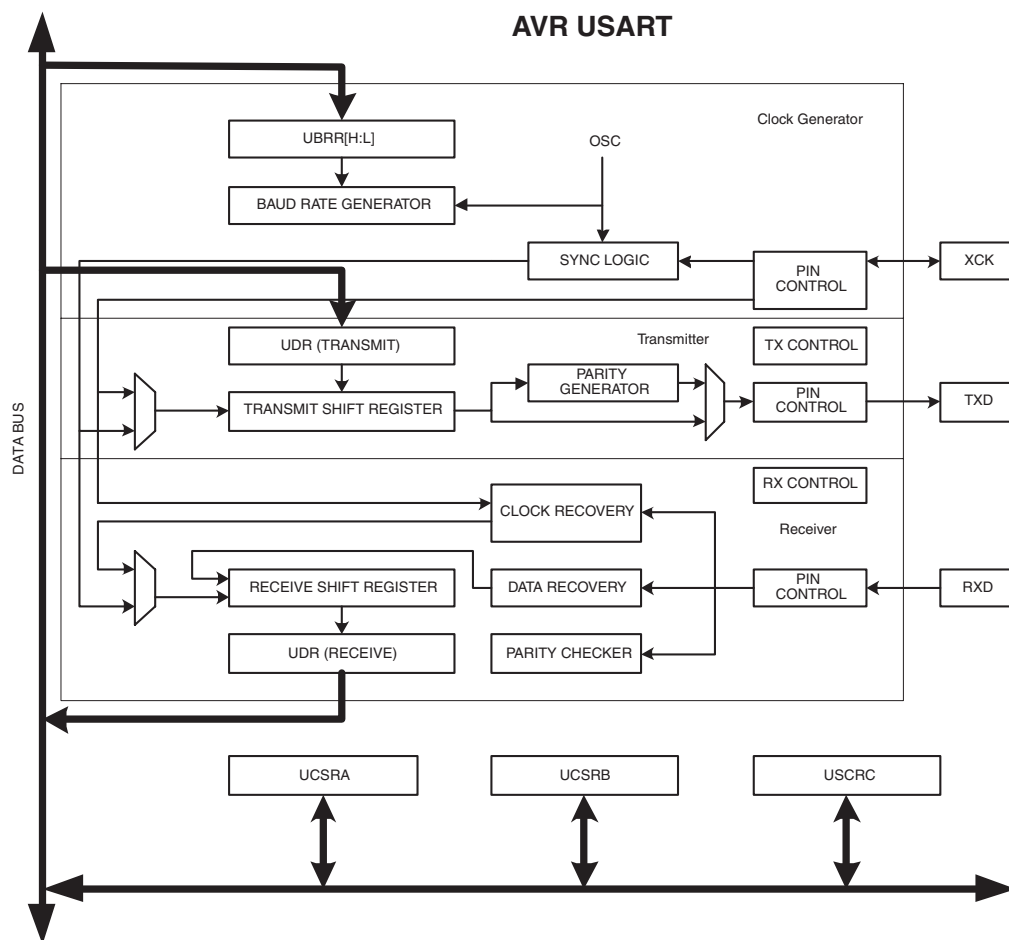 AVR USART
Clock Generator
UBRR[H:L]
OSC
BAUD RATE GENERATOR
SYNC LOGIC
PIN
CONTROL
XCK
DATA BUS
UDR (TRANSMIT)
Transmitter
TX CONTROL
PARITY
GENERATOR
TRANSMIT SHIFT REGISTER
PIN
CONTROL
TXD
RX CONTROL
CLOCK RECOVERY
Receiver
RECEIVE SHIFT REGISTER
DATA RECOVERY
PIN
CONTROL
RXD
UDR (RECEIVE)
PARITY CHECKER
UCSRA
UCSRB
USCRC